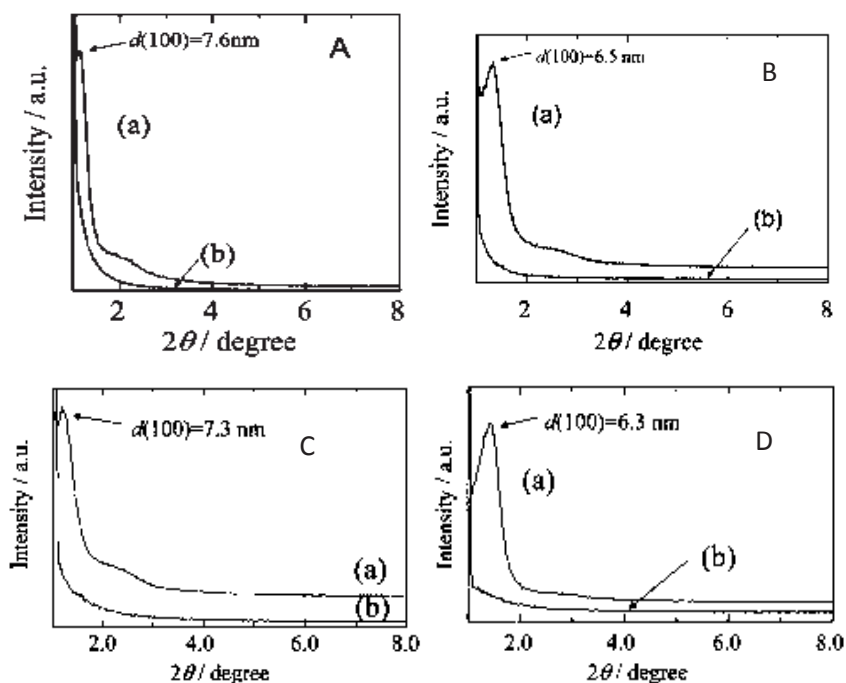 d(100)=7.6nm
A
(a)
(b)
Intensity / a.u.
2 4 6 8
2θ / degree
d(100)=6.5 nm
B
(a)
(b)
Intensity / a.u.
2 4 6 8
2θ / degree
d(100)=7.3 nm
C
(a)
(b)
Intensity / a.u.
2.0 4.0 6.0 8.0
2θ / degree
d(100)=6.3 nm
D
(a)
(b)
Intensity / a.u.
2.0 4.0 6.0 8.0
2θ / degree